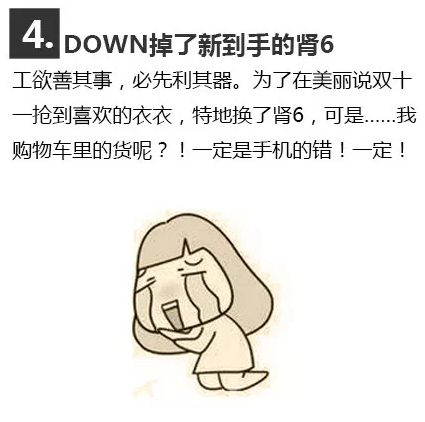 4. DOWN掉了新到手的肾6
工欲善其事，必先利其器。为了在美丽说双十
一抢到喜欢的衣衣，特地换了肾6，可是……我
购物车里的货呢？！一定是手机的错！一定！